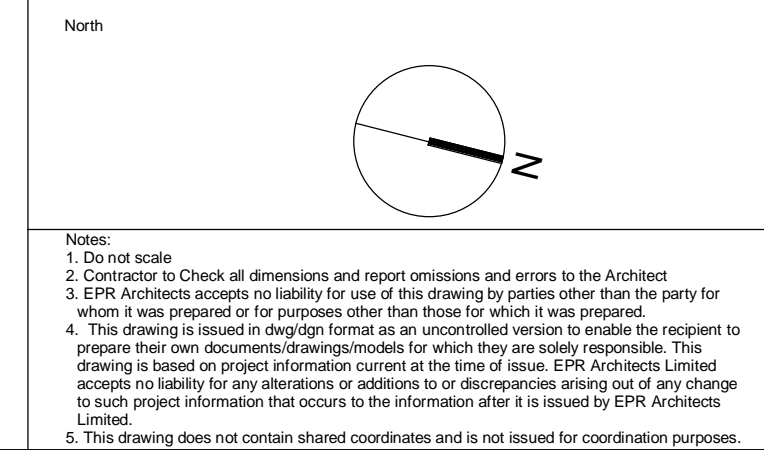 North
N
Notes:
1. Do not scale
2. Contractor to Check all dimensions and report omissions and errors to the Architect
3. EPR Architects accepts no liability for use of this drawing by parties other than the party for
whom it was prepared or for purposes other than those for which it was prepared.
4. This drawing is issued in dwg/dgn format as an uncontrolled version to enable the recipient to
prepare their own documents/drawings/models for which they are solely responsible. This
drawing is based on project information current at the time of issue. EPR Architects Limited
accepts no liability for any alterations or additions to or discrepancies arising out of any change
to such project information that occurs to the information after it is issued by EPR Architects
Limited.
5. This drawing does not contain shared coordinates and is not issued for coordination purposes.